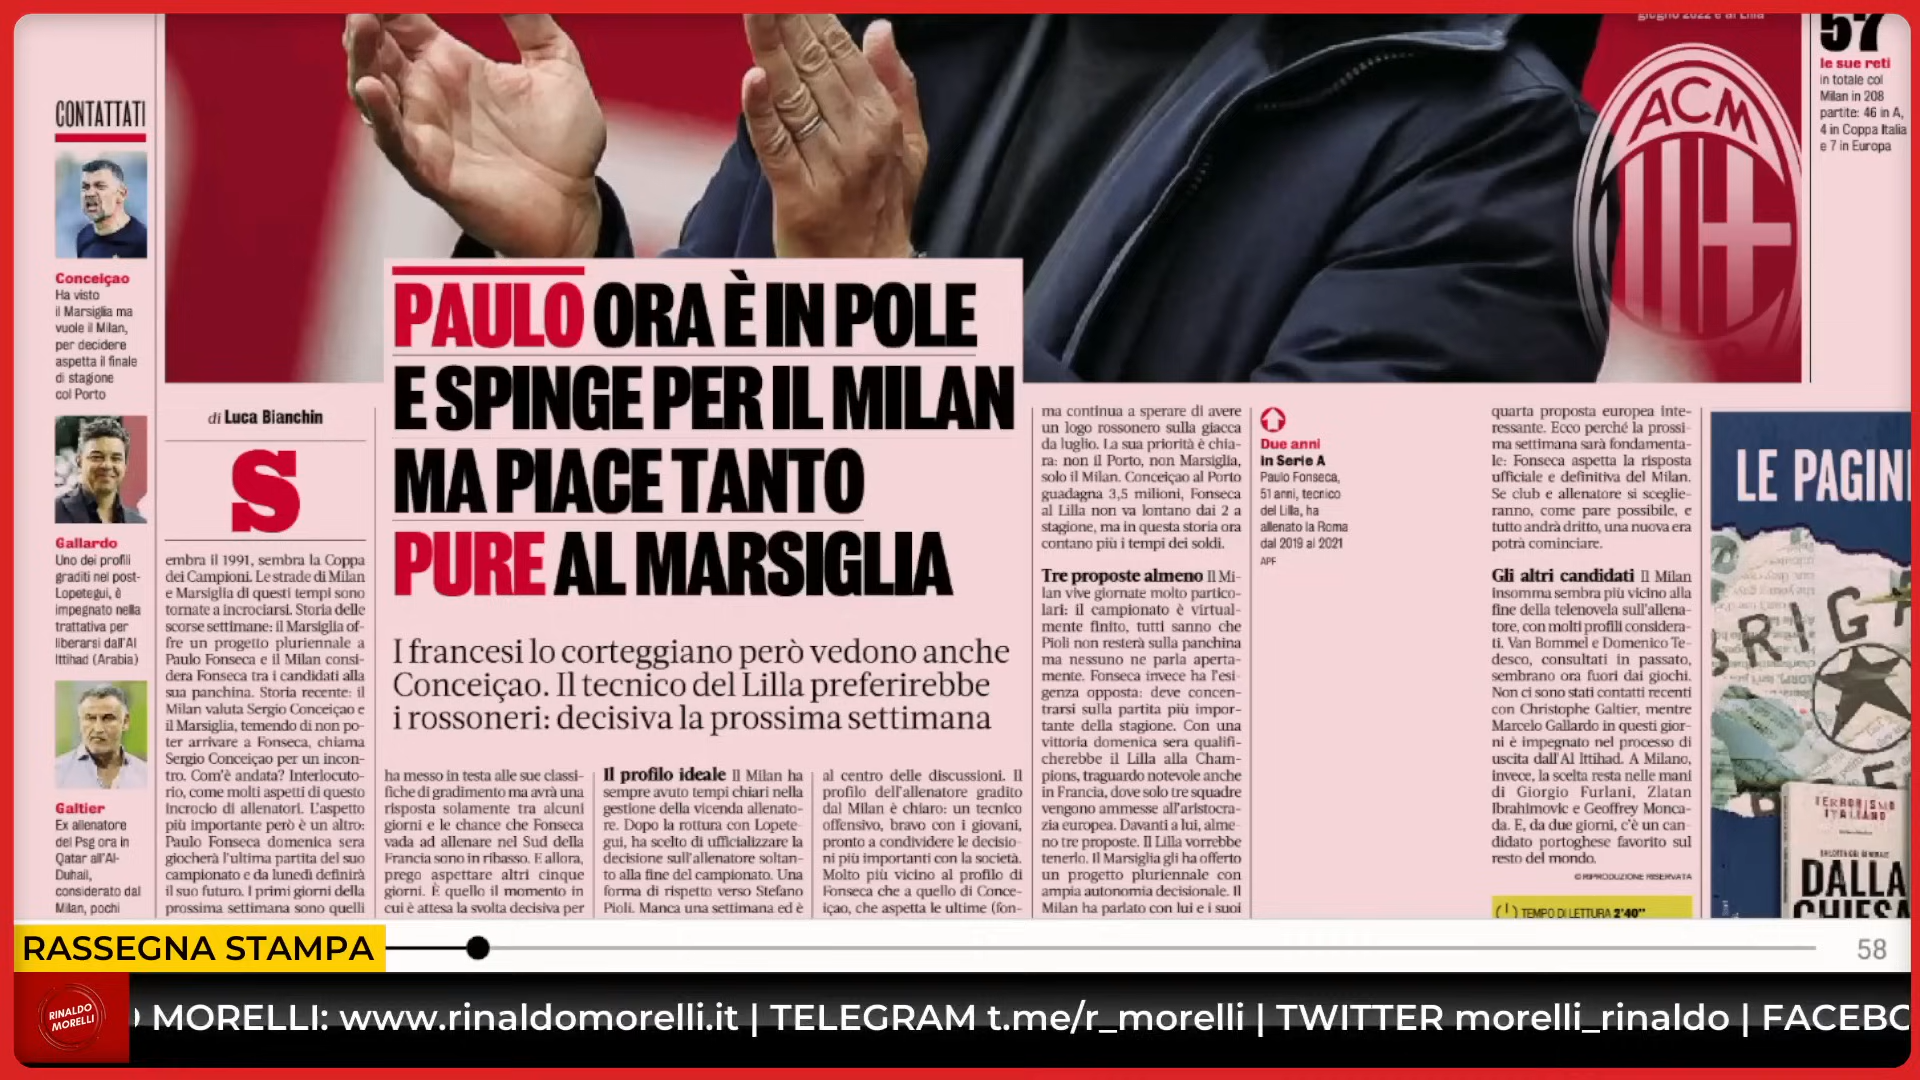 giugno 2022 è al Lilla
57
le sue reti
in totale col
Milan in 208
partite: 46 in A,
4 in Coppa Italia
e 7 in Europa
ACM
CONTATTATI
Conceiçao
Ha visto
il Marsiglia ma
vuole il Milan,
per decidere
aspetta il finale
di stagione
col Porto
Gallardo
Uno dei profili
graditi nel post-
Lopetegui, è
impegnato nella
trattativa per
liberarsi dall'Al
Ittihad (Arabia)
Galtier
Ex allenatore
del Psg ora in
Qatar all'Al-
Duhail,
considerato dal
Milan, pochi
PAULO ORA È IN POLE
E SPINGE PER IL MILAN
MA PIACE TANTO
PURE AL MARSIGLIA
I francesi lo corteggiano però vedono anche
Conceiçao. Il tecnico del Lilla preferirebbe
i rossoneri: decisiva la prossima settimana
di Luca Bianchin
S
embra il 1991, sembra la Coppa
dei Campioni. Le strade di Milan
e Marsiglia di questi tempi sono
tornate a incrociarsi. Storia delle
scorse settimane: il Marsiglia of-
fre un progetto pluriennale a
Paulo Fonseca e il Milan consi-
dera Fonseca tra i candidati alla
sua panchina. Storia recente: il
Milan valuta Sergio Conceiçao e
il Marsiglia, temendo di non po-
ter arrivare a Fonseca, chiama
Sergio Conceiçao per un incon-
tro. Com'è andata? Interlocuto-
rio, come molti aspetti di questo
incrocio di allenatori. L'aspetto
più importante però è un altro:
Paulo Fonseca domenica sera
giocherà l'ultima partita del suo
campionato e da lunedì definirà
il suo futuro. I primi giorni della
prossima settimana sono quelli
ha messo in testa alle sue classi-
fiche di gradimento ma avrà una
risposta solamente tra alcuni
giorni e le chance che Fonseca
vada ad allenare nel Sud della
Francia sono in ribasso. E allora,
prego aspettare altri cinque
giorni. È quello il momento in
cui è attesa la svolta decisiva per
Il profilo ideale Il Milan ha
sempre avuto tempi chiari nella
gestione della vicenda allenato-
re. Dopo la rottura con Lopete-
gui, ha scelto di ufficializzare la
decisione sull'allenatore soltan-
to alla fine del campionato. Una
forma di rispetto verso Stefano
Pioli. Manca una settimana ed è
al centro delle discussioni. Il
profilo dell'allenatore gradito
dal Milan è chiaro: un tecnico
offensivo, bravo con i giovani,
pronto a condividere le decisio-
ni più importanti con la società.
Molto più vicino al profilo di
Fonseca che a quello di Conce-
içao, che aspetta le ultime (fon-
ma continua a sperare di avere
un logo rossonero sulla giacca
da luglio. La sua priorità è chia-
ra: non il Porto, non Marsiglia,
solo il Milan. Conceiçao al Porto
guadagna 3,5 milioni, Fonseca
al Lilla non va lontano dai 2 a
stagione, ma in questa storia ora
contano più i tempi dei soldi.
Tre proposte almeno Il Mi-
lan vive giornate molto partico-
lari: il campionato è virtual-
mente finito, tutti sanno che
Pioli non resterà sulla panchina
ma nessuno ne parla aperta-
mente. Fonseca invece ha l'esi-
genza opposta: deve concen-
trarsi sulla partita più impor-
tante della stagione. Con una
vittoria domenica sera qualifi-
cherebbe il Lilla alla Cham-
pions, traguardo notevole anche
in Francia, dove solo tre squadre
vengono ammesse all'aristocra-
zia europea. Davanti a lui, alme-
no tre proposte. Il Lilla vorrebbe
tenerlo. Il Marsiglia gli ha offerto
un progetto pluriennale con
ampia autonomia decisionale. Il
Milan ha parlato con lui e i suoi
Due anni
in Serie A
Paulo Fonseca,
51 anni, tecnico
del Lilla, ha
allenato la Roma
dal 2019 al 2021
APF
quarta proposta europea inte-
ressante. Ecco perché la prossi-
ma settimana sarà fondamenta-
le: Fonseca aspetta la risposta
ufficiale e definitiva del Milan.
Se club e allenatore si sceglie-
ranno, come pare possibile, e
tutto andrà dritto, una nuova era
potrà cominciare.
Gli altri candidati Il Milan
insomma sembra più vicino alla
fine della telenovela sull'allena-
tore, con molti profili considera-
ti. Van Bommel e Domenico Te-
desco, consultati in passato,
sembrano ora fuori dai giochi.
Non ci sono stati contatti recenti
con Christophe Galtier, mentre
Marcelo Gallardo in questi gior-
ni è impegnato nel processo di
uscita dall'Al Ittihad. A Milano,
invece, la scelta resta nelle mani
di Giorgio Furlani, Zlatan
Ibrahimovic e Geoffrey Monca-
da. E, da due giorni, c'è un can-
didato portoghese favorito sul
resto del mondo.
© RIPRODUZIONE RISERVATA
TEMPO DI LETTURA 2'40"
LE PAGIN
TERRORISMO
ITALIANO
DALLA
CHIESA
RASSEGNA STAMPA
58
RINALDO
MORELLI
O MORELLI: www.rinaldomorelli.it | TELEGRAM t.me/r_morelli | TWITTER morelli_rinaldo | FACEBO